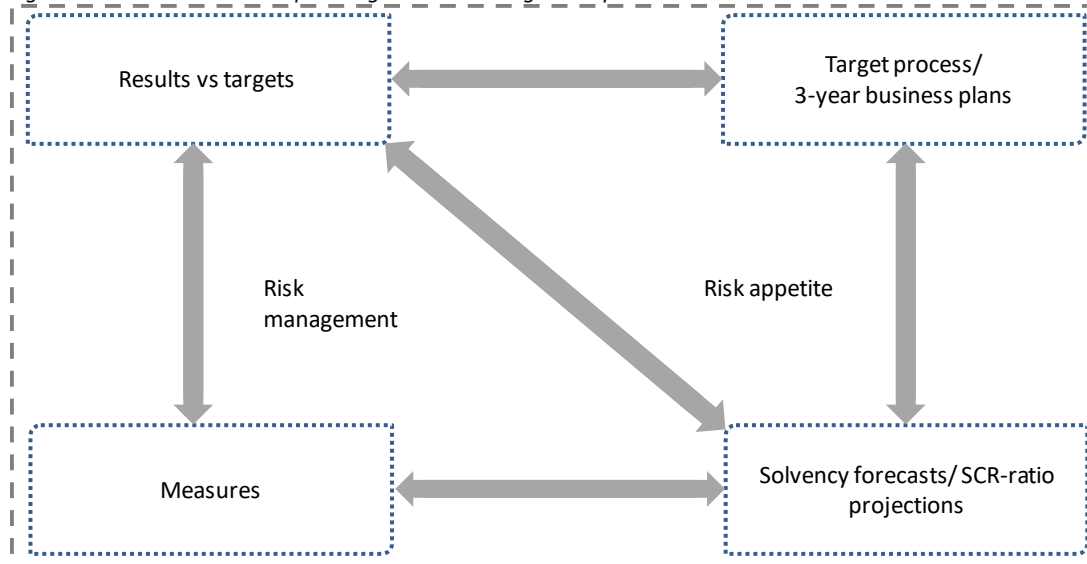 Results vs targets
Target process/
3-year business plans
Risk
management
Risk appetite
Measures
Solvency forecasts/ SCR-ratio
projections